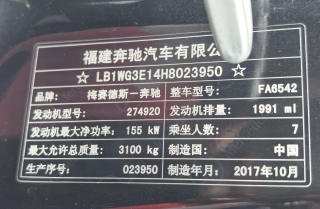 福建奔驰汽车有限公
☆ LB1WG3E14H8023950 ☆
品牌: 梅赛德斯—奔驰 整车型号: FA6542
发动机型号: 274920 发动机排量: 1991 ml
发动机最大净功率: 155 kW 乘坐人数: 7
最大允许总质量: 3100 kg 制造国: 中国
生产序号: 023950 制造年月: 2017年10月